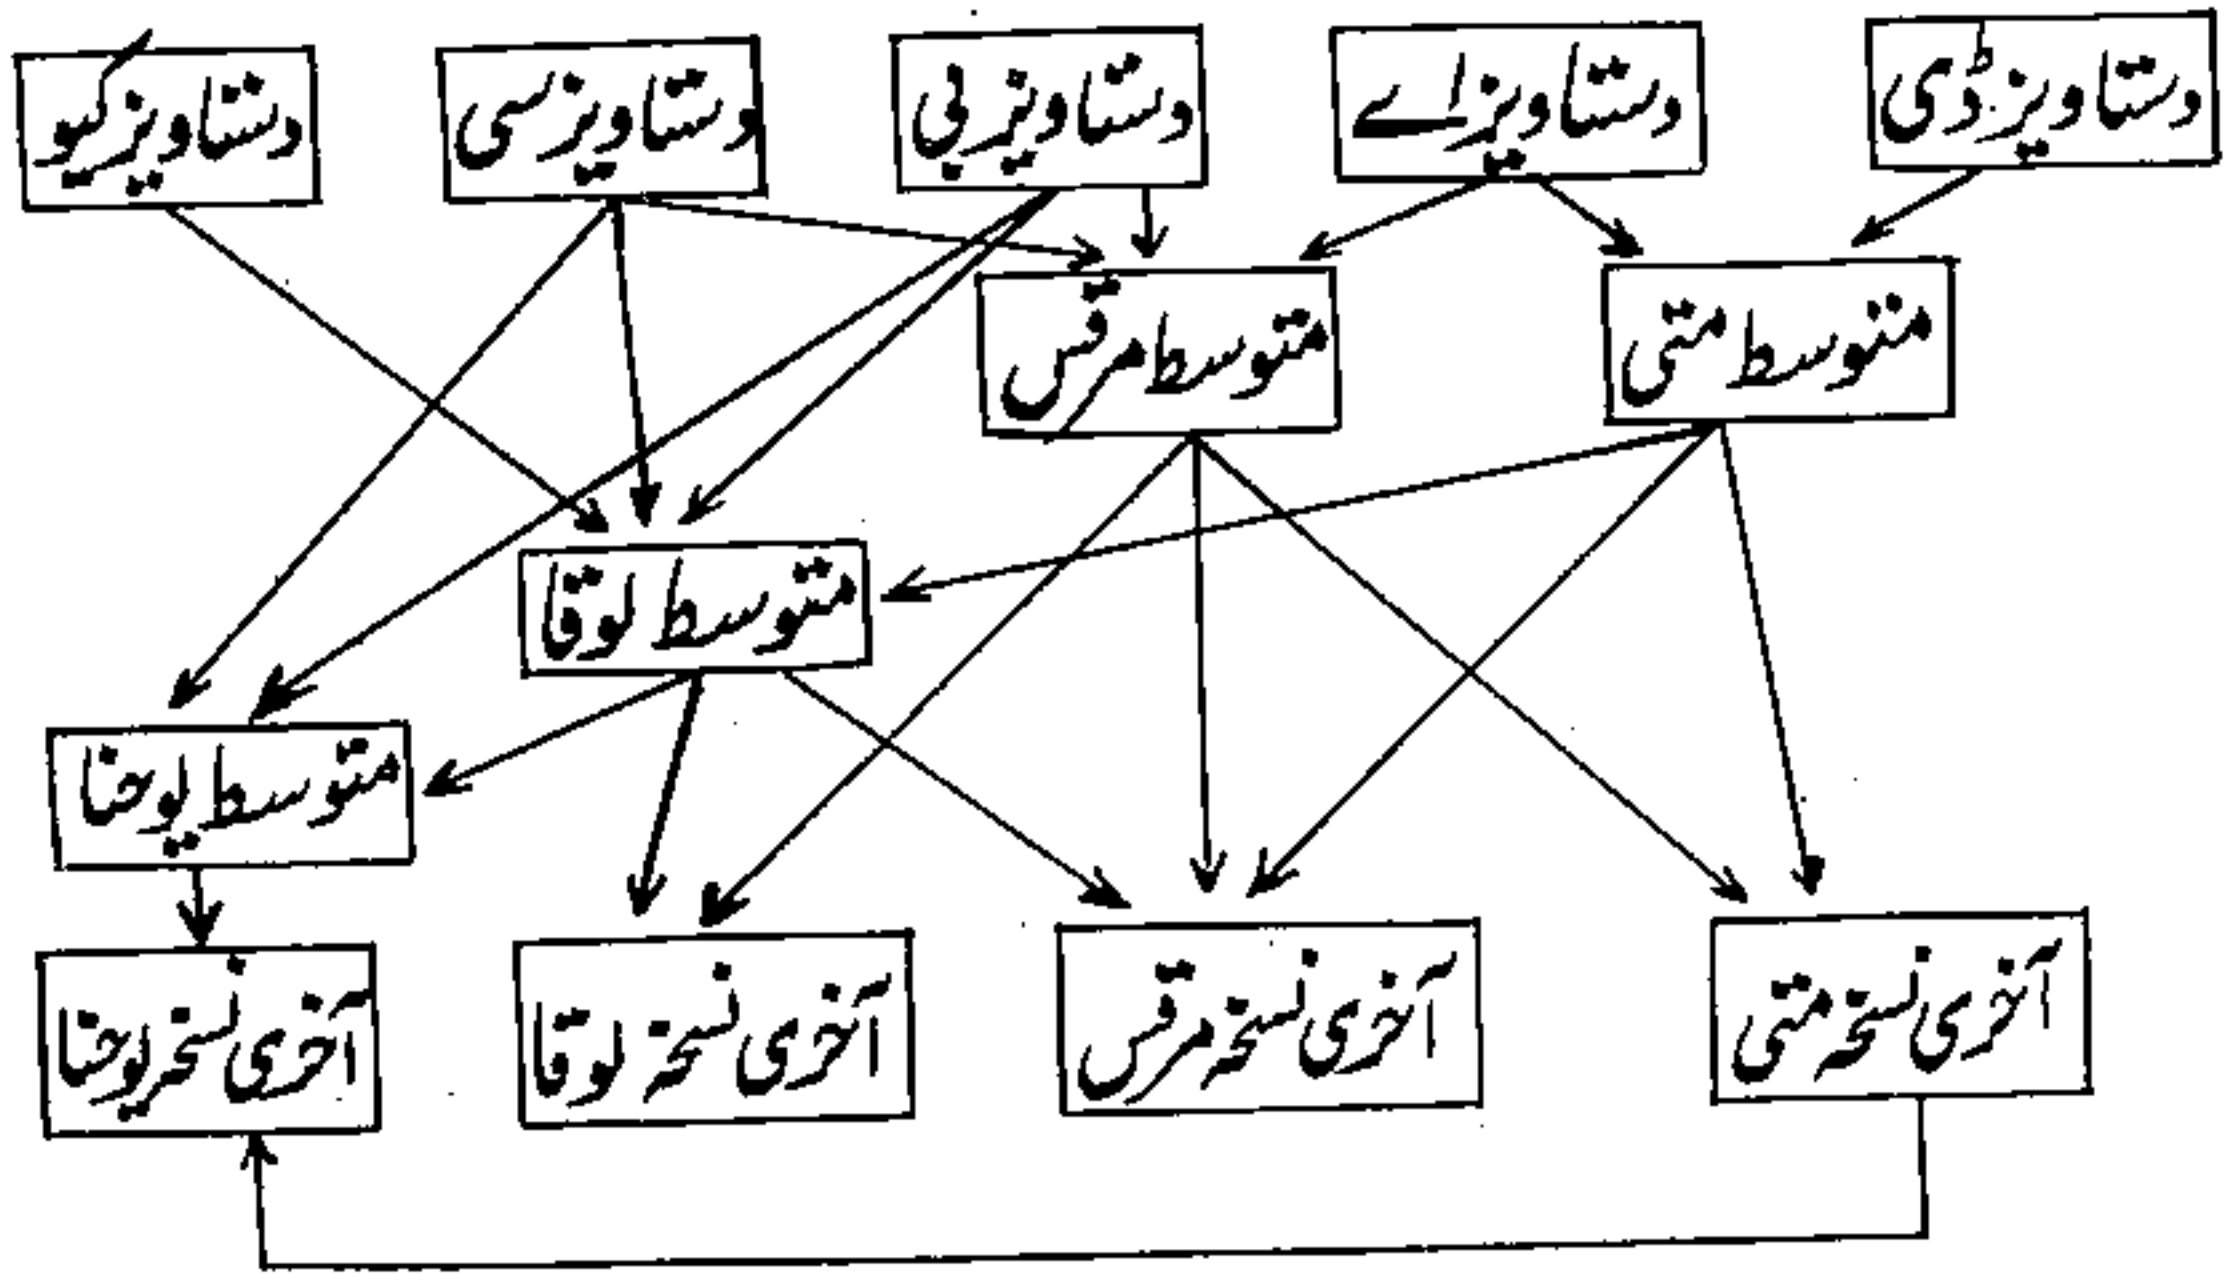 دستاویز ڈی
دستاویز اے
دستاویز بی
دستاویز سی
دستاویز کیو
متوسط متی
متوسط مرقس
متوسط لوقا
متوسط یوحنا
آخری نسخہ متی
آخری نسخہ مرقس
آخری نسخہ لوقا
آخری نسخہ یوحنا